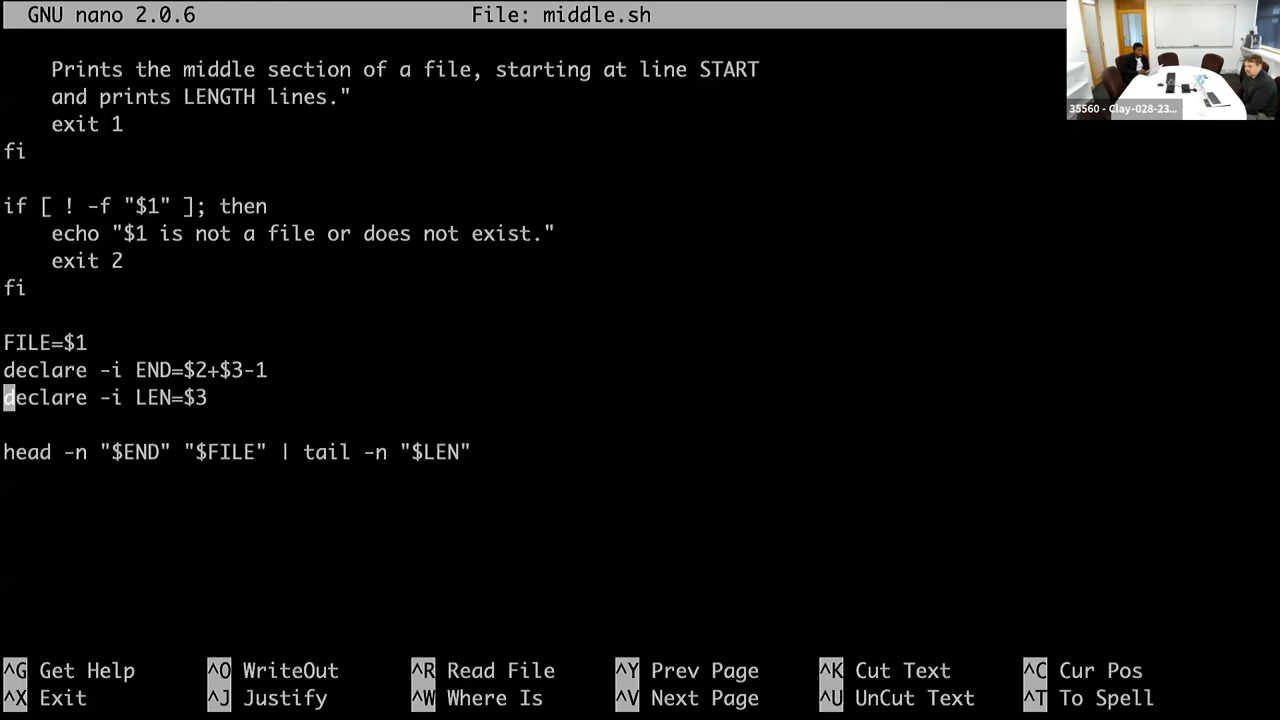 GNU nano 2.0.6 File: middle.sh
Prints the middle section of a file, starting at line START
and prints LENGTH lines."
exit 1
fi
if [ ! -f "$1" ]; then
echo "$1 is not a file or does not exist."
exit 2
fi
FILE=$1
declare -i END=$2+$3-1
declare -i LEN=$3
head -n "$END" "$FILE" | tail -n "$LEN"
^G Get Help ^O WriteOut ^R Read File ^Y Prev Page ^K Cut Text ^C Cur Pos
^X Exit ^J Justify ^W Where Is ^V Next Page ^U UnCut Text ^T To Spell
35560 - Clay-028-23...